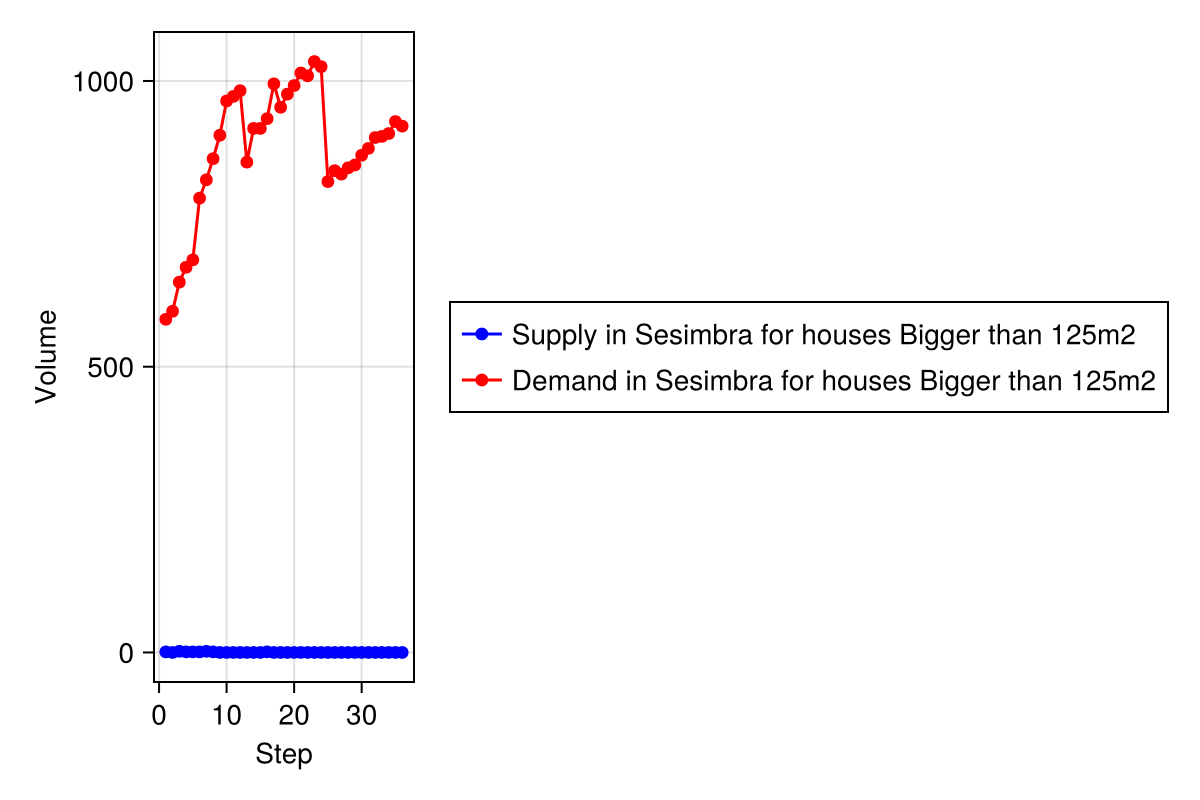 1000
500
0
Volume
0 10 20 30
Step
Supply in Sesimbra for houses Bigger than 125m2
Demand in Sesimbra for houses Bigger than 125m2